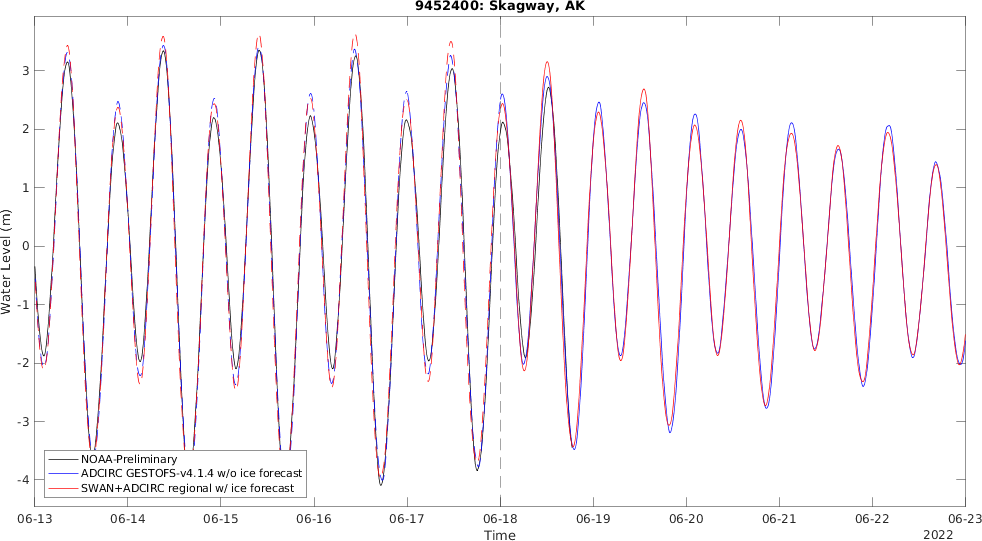 9452400: Skagway, AK
Water Level (m)
3
2
1
0
-1
-2
-3
-4
NOAA-Preliminary
ADCIRC GESTOFS-v4.1.4 w/o ice forecast
SWAN+ADCIRC regional w/ ice forecast
06-13 06-14 06-15 06-16 06-17 06-18 06-19 06-20 06-21 06-22 06-23
Time
2022